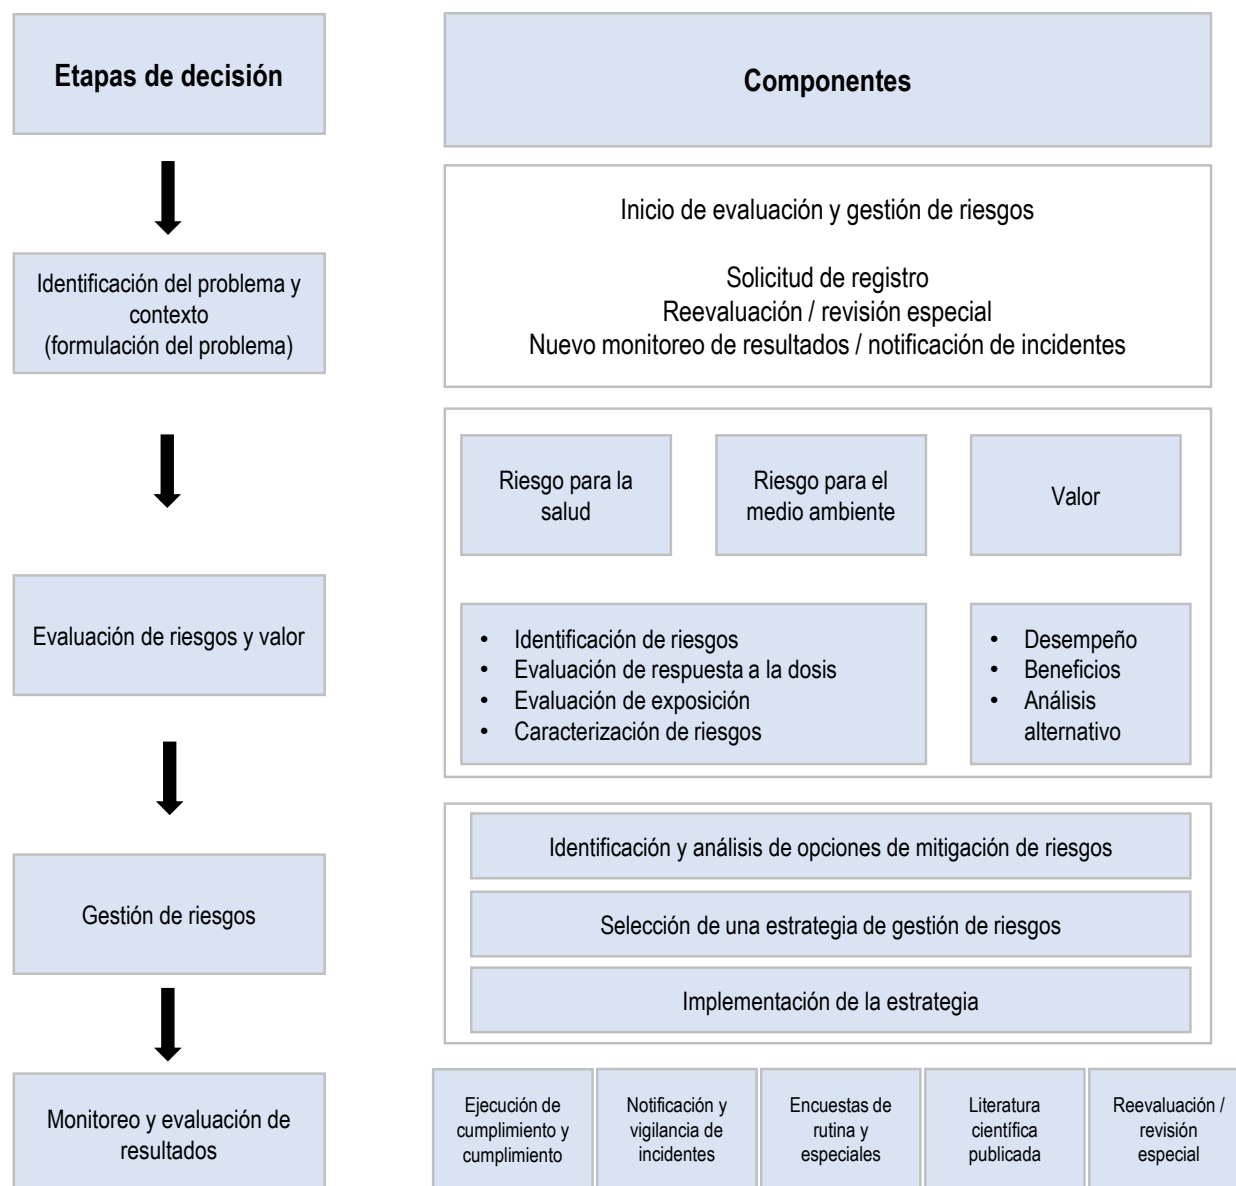 Etapas de decisión
Componentes
Inicio de evaluación y gestión de riesgos
Solicitud de registro
Reevaluación / revisión especial
Nuevo monitoreo de resultados / notificación de incidentes
Identificación del problema y
contexto
(formulación del problema)
Riesgo para la
salud
Riesgo para el
medio ambiente
Valor
Evaluación de riesgos y valor
• Identificación de riesgos
• Evaluación de respuesta a la dosis
• Evaluación de exposición
• Caracterización de riesgos
• Desempeño
• Beneficios
• Análisis
alternativo
Gestión de riesgos
Identificación y análisis de opciones de mitigación de riesgos
Selección de una estrategia de gestión de riesgos
Implementación de la estrategia
Monitoreo y evaluación de
resultados
Ejecución de
cumplimiento y
cumplimiento
Notificación y
vigilancia de
incidentes
Encuestas de
rutina y
especiales
Literatura
científica
publicada
Reevaluación /
revisión
especial